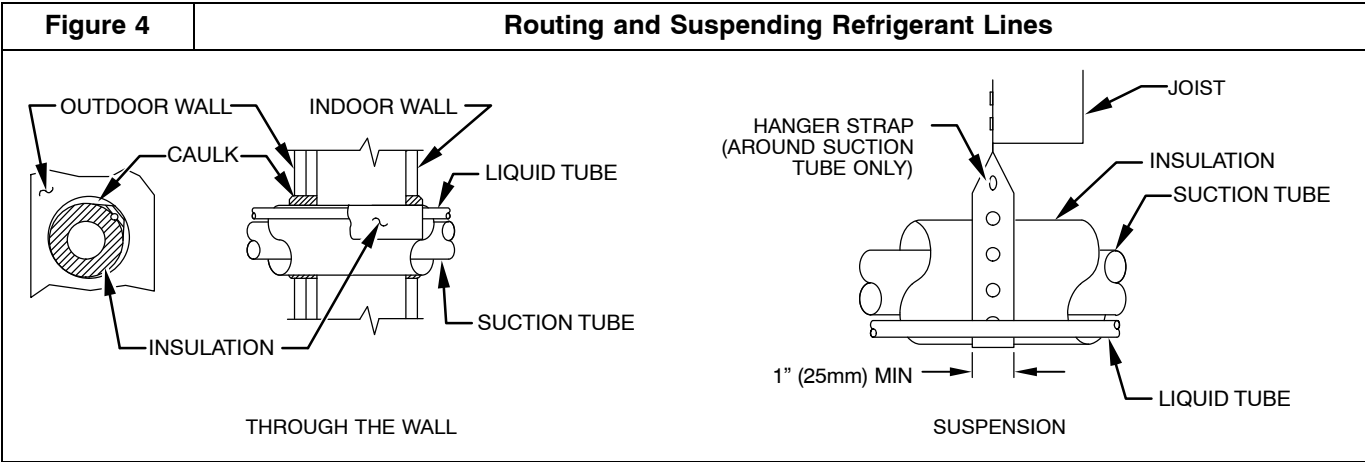 Figure 4
Routing and Suspending Refrigerant Lines
OUTDOOR WALL
INDOOR WALL
CAULK
LIQUID TUBE
SUCTION TUBE
INSULATION
THROUGH THE WALL
JOIST
HANGER STRAP
(AROUND SUCTION
TUBE ONLY)
INSULATION
SUCTION TUBE
1” (25mm) MIN
LIQUID TUBE
SUSPENSION